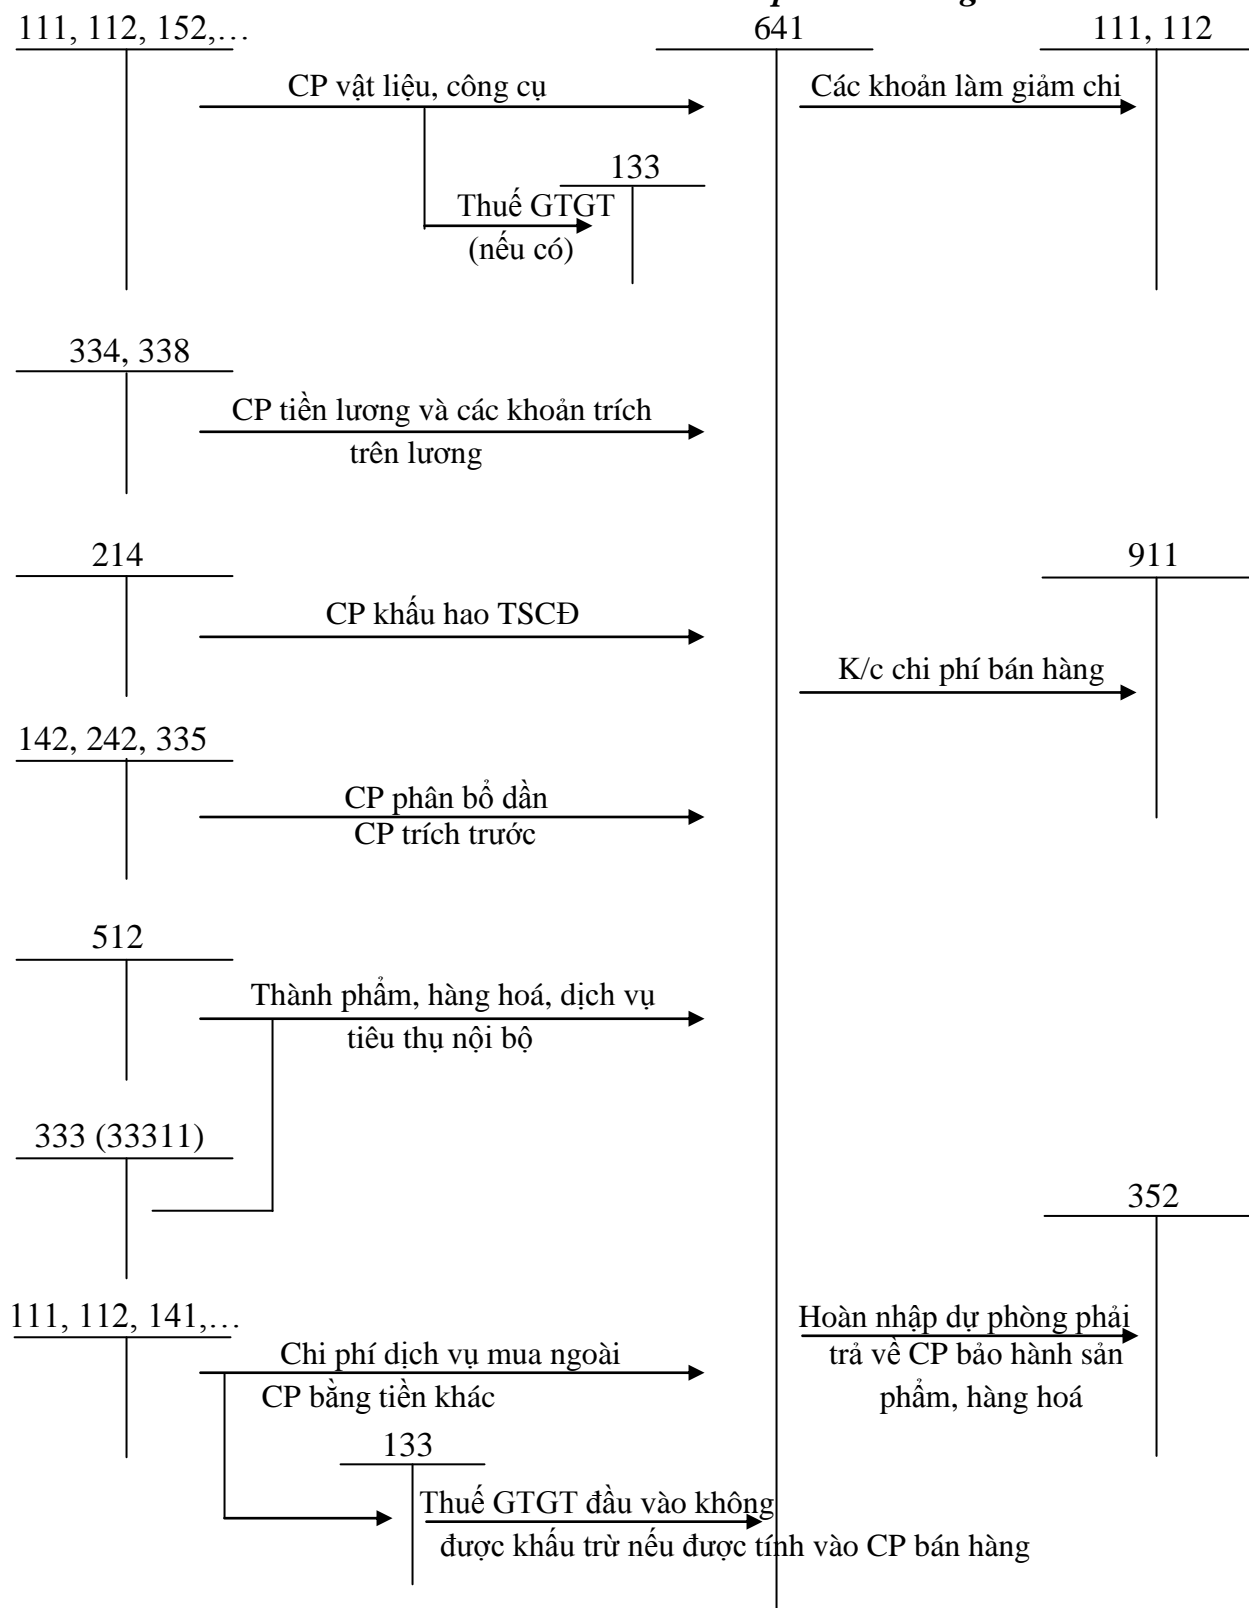 111, 112, 152,…
641
111, 112
CP vật liệu, công cụ
Các khoản làm giảm chi
133
Thuế GTGT
(nếu có)
334, 338
CP tiền lương và các khoản trích
trên lương
214
911
CP khấu hao TSCĐ
K/c chi phí bán hàng
142, 242, 335
CP phân bổ dần
CP trích trước
512
Thành phẩm, hàng hoá, dịch vụ
tiêu thụ nội bộ
333 (33311)
352
111, 112, 141,…
Hoàn nhập dự phòng phải
trả về CP bảo hành sản
phẩm, hàng hoá
Chi phí dịch vụ mua ngoài
CP bằng tiền khác
133
Thuế GTGT đầu vào không
được khấu trừ nếu được tính vào CP bán hàng